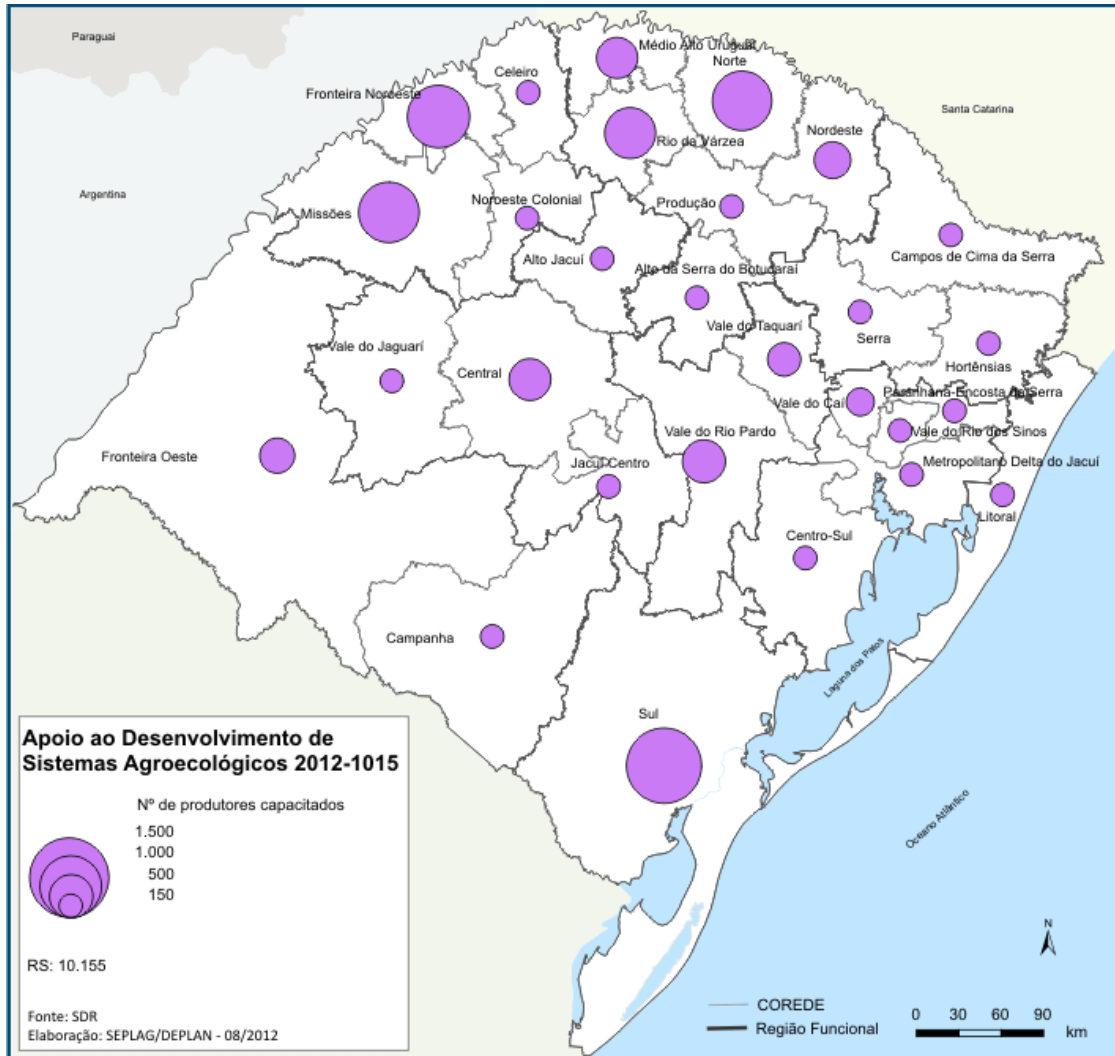 Paraguai
Médio Alto Uruguai
Celeiro
Norte
Fronteira Noroeste
Santa Catarina
Nordeste
Rio da Várzea
Argentina
Noroeste Colonial
Produção
Missões
Alto Jacuí
Campos de Cima da Serra
Alto da Serra do Botucaraí
Vale do Taquarí
Serra
Vale do Jaguarí
Hortênsias
Central
Paranhana-Encosta da Serra
Vale do Caí
Vale do Rio Pardo
Vale do Rio dos Sinos
Fronteira Oeste
Jacuí Centro
Metropolitano Delta do Jacuí
Litoral
Centro-Sul
Campanha
Laguna dos Patos
Sul
Oceano Atlântico
Apoio ao Desenvolvimento de
Sistemas Agroecológicos 2012-1015
Nº de produtores capacitados
1.500
1.000
500
150
RS: 10.155
Fonte: SDR
Elaboração: SEPLAG/DEPLAN - 08/2012
N
COREDE
Região Funcional
0 30 60 90
km